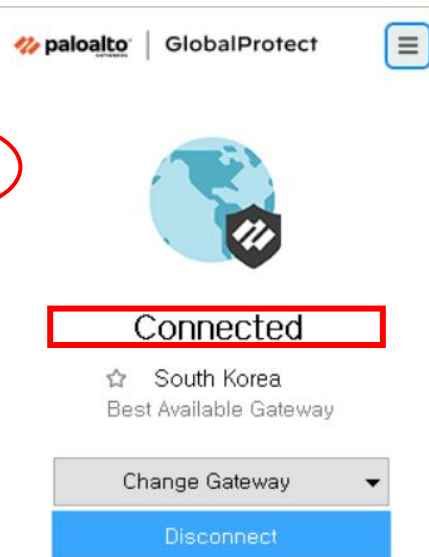 paloalto | GlobalProtect
Connected
South Korea
Best Available Gateway
Change Gateway
Disconnect